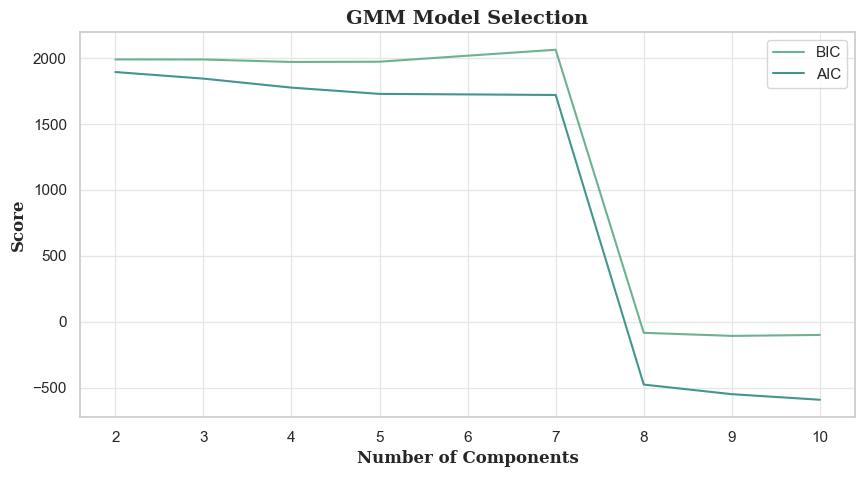 GMM Model Selection
BIC
AIC
Score
2000
1500
1000
500
0
−500
2 3 4 5 6 7 8 9 10
Number of Components